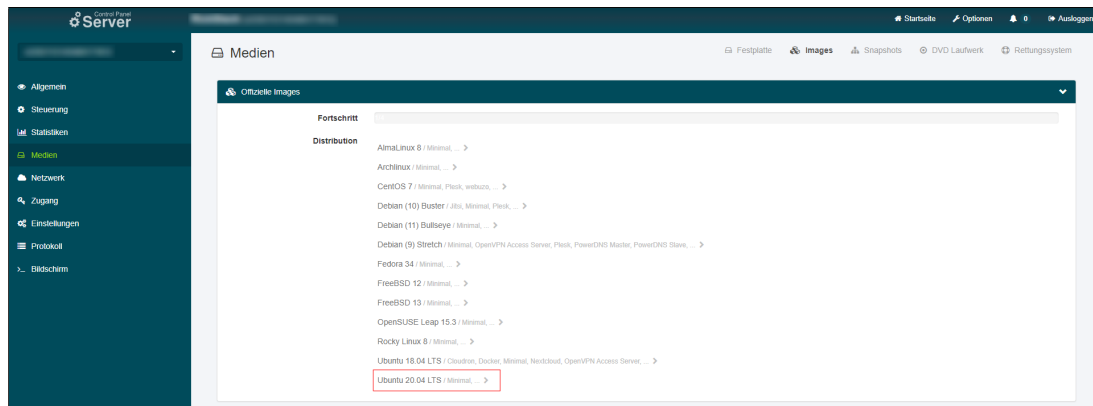 Control Panel
Server
Startseite
Optionen
0
Ausloggen
Medien
Festplatte
Images
Snapshots
DVD Laufwerk
Rettungssystem
Allgemein
Steuerung
Statistiken
Medien
Netzwerk
Zugang
Einstellungen
Protokoll
Bildschirm
Offizielle Images
Fortschritt
Distribution
AlmaLinux 8 / Minimal, ...
Archlinux / Minimal, ...
CentOS 7 / Minimal, Plesk, webuzo, ...
Debian (10) Buster / Jitsi, Minimal, Plesk, ...
Debian (11) Bullseye / Minimal, ...
Debian (9) Stretch / Minimal, OpenVPN Access Server, Plesk, PowerDNS Master, PowerDNS Slave, ...
Fedora 34 / Minimal, ...
FreeBSD 12 / Minimal, ...
FreeBSD 13 / Minimal, ...
OpenSUSE Leap 15.3 / Minimal, ...
Rocky Linux 8 / Minimal, ...
Ubuntu 18.04 LTS / Cloudron, Docker, Minimal, Nextcloud, OpenVPN Access Server, ...
Ubuntu 20.04 LTS / Minimal, ...